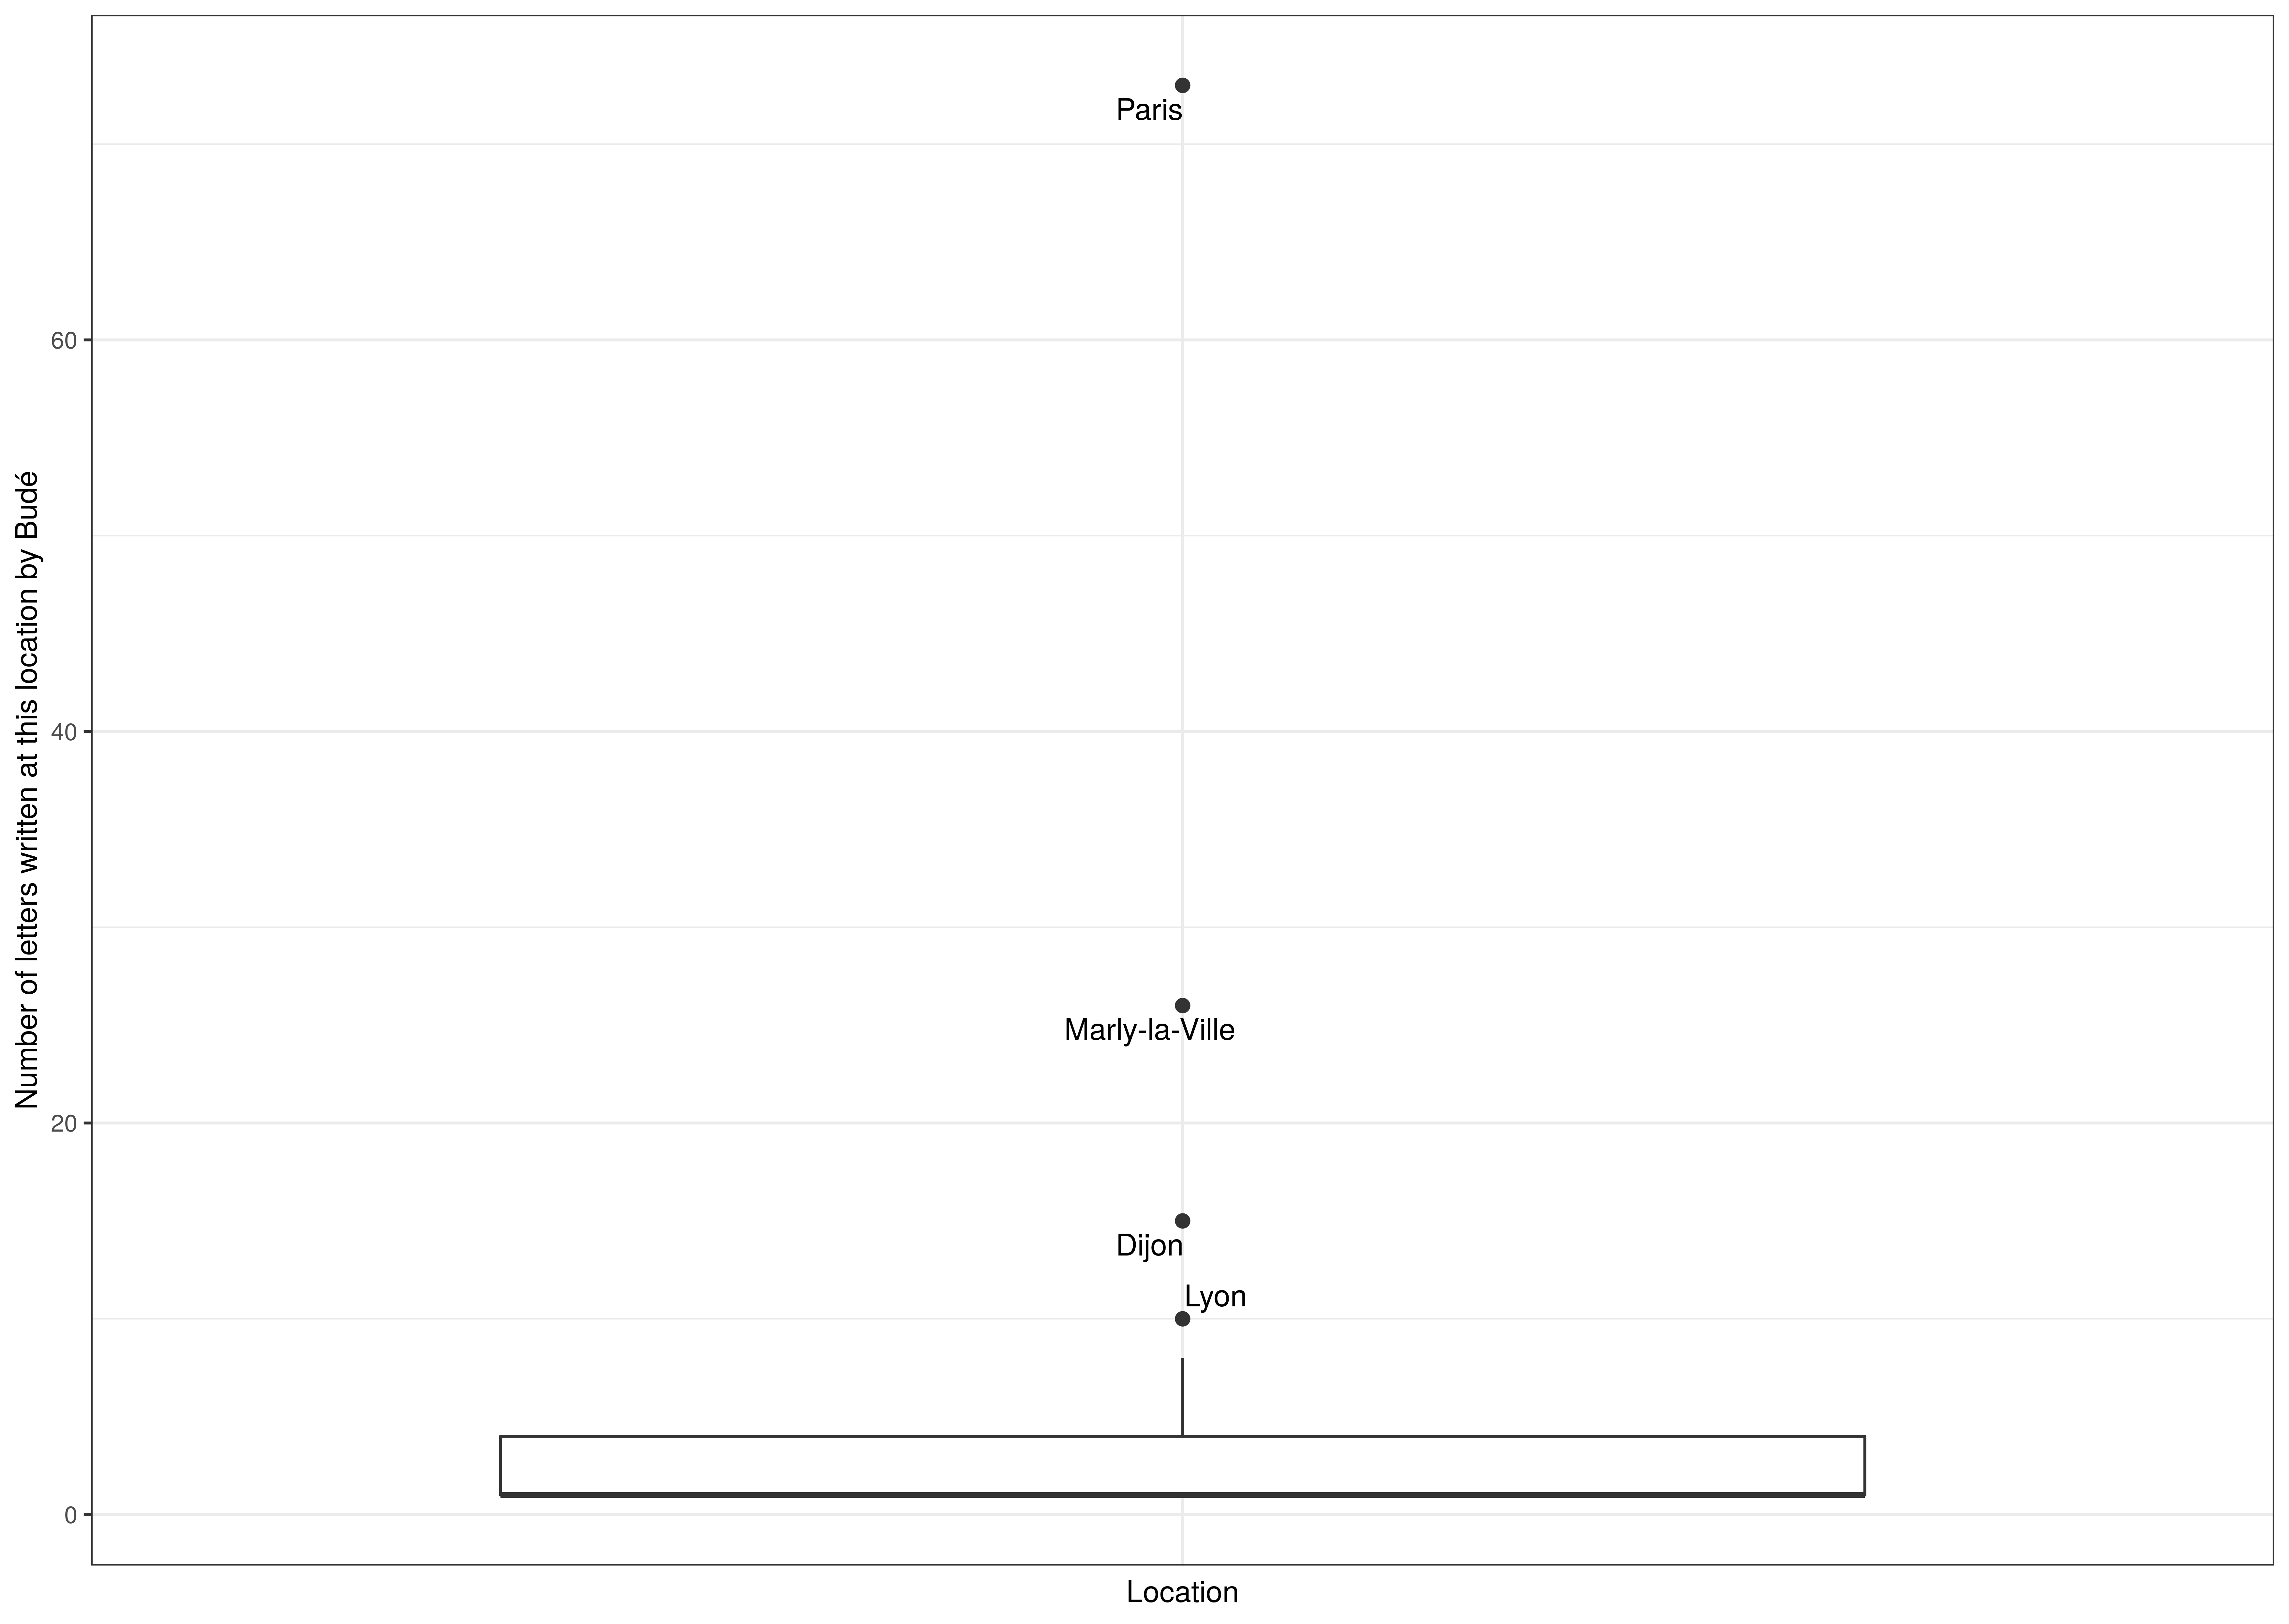 Number of letters written at this location by Budé
60
40
20
0
Paris
Marly-la-Ville
Dijon
Lyon
Location